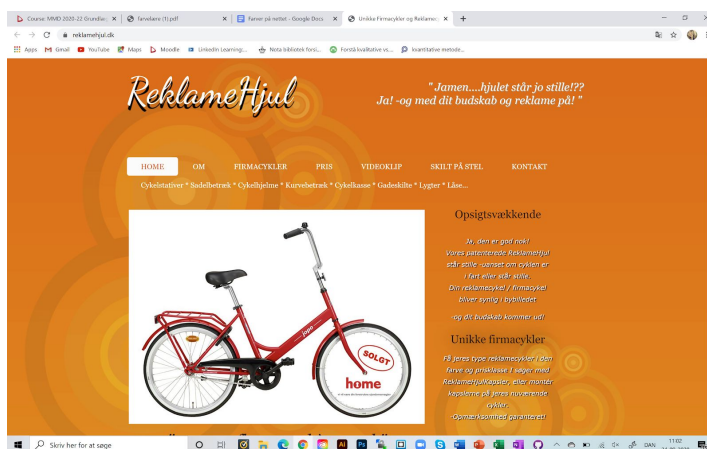 Course: MMD 2020-22 Grundlæ
farvelære (1).pdf
farver på nettet - Google Docs
Unikke Firmacykler og Reklame
reklamehjul.dk
Apps
Gmail
YouTube
Maps
Moodle
LinkedIn Learning:...
Nota bibliotek forsi...
Forstå kvalitative vs...
kvantitative metode...
ReklameHjul
" Jamen....hjulet står jo stille!??
Ja! -og med dit budskab og reklame på! "
HOME OM FIRMACYKLER PRIS VIDEOKLIP SKILT PÅ STEL KONTAKT
Cykelstativer * Sadelbetræk * Cykelhjelme * Kurvebetræk * Cykelkasse * Gadeskilte * Lygter * Låse...
jopo
SOLGT
home
Opsigtsvækkende
Ja, den er god nok!
Vores patenterede ReklameHjul
står stille -uanset om cyklen er
i fart eller står stille.
Din reklamecykel / firmacykel
bliver synlig i bybilledet
-og dit budskab kommer ud!
Unikke firmacykler
Få jeres type reklamecykler i den
farve og prisklasse I søger med
ReklameHjulkapsler, eller montér
kapslerne på jeres nuværende
cykler.
-Opmærksomhed garanteret!
Skriv her for at søge
DAN
11:02